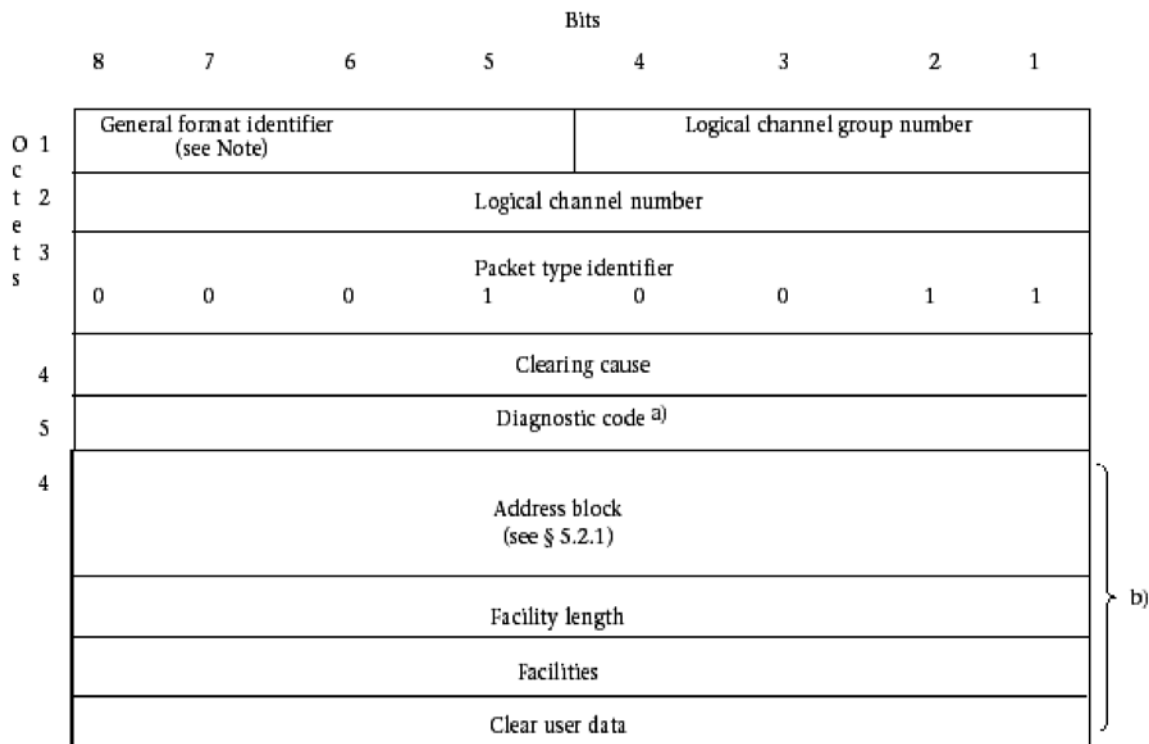 Bits
8 7 6 5 4 3 2 1
Octets
1 General format identifier Logical channel group number
(see Note)
2 Logical channel number
3 Packet type identifier
0 0 0 1 0 0 1 1
4 Clearing cause
5 Diagnostic code a)
4 Address block
(see § 5.2.1)
b)
Facility length
Facilities
Clear user data